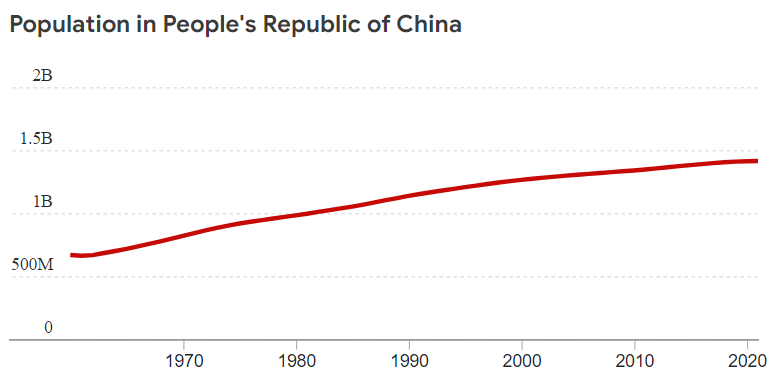 Population in People's Republic of China
2B
1.5B
1B
500M
0
1970 1980 1990 2000 2010 2020